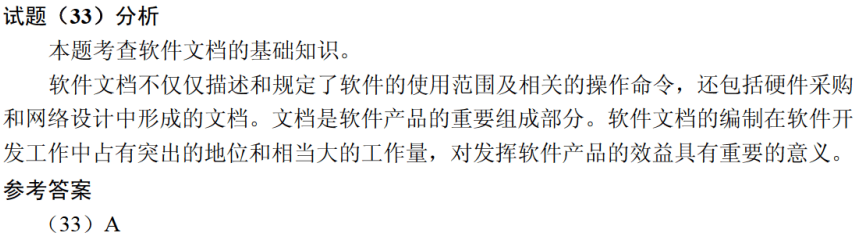 试题（33）分析
本题考查软件文档的基础知识。
软件文档不仅仅描述和规定了软件的使用范围及相关的操作命令，还包括硬件采购
和网络设计中形成的文档。文档是软件产品的重要组成部分。软件文档的编制在软件开
发工作中占有突出的地位和相当大的工作量，对发挥软件产品的效益具有重要的意义。
参考答案
（33）A